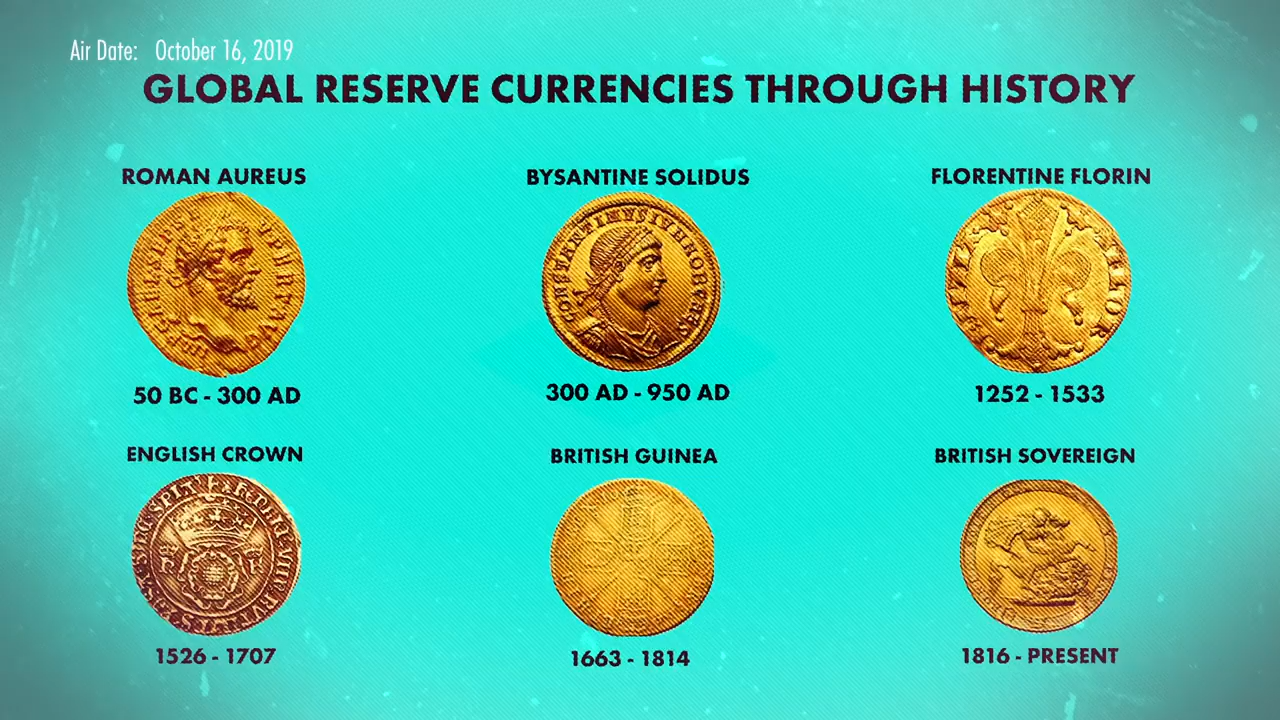 Air Date: October 16, 2019
GLOBAL RESERVE CURRENCIES THROUGH HISTORY
ROMAN AUREUS
BYSANTINE SOLIDUS
FLORENTINE FLORIN
50 BC - 300 AD
300 AD - 950 AD
1252 - 1533
ENGLISH CROWN
BRITISH GUINEA
BRITISH SOVEREIGN
1526 - 1707
1663 - 1814
1816 - PRESENT